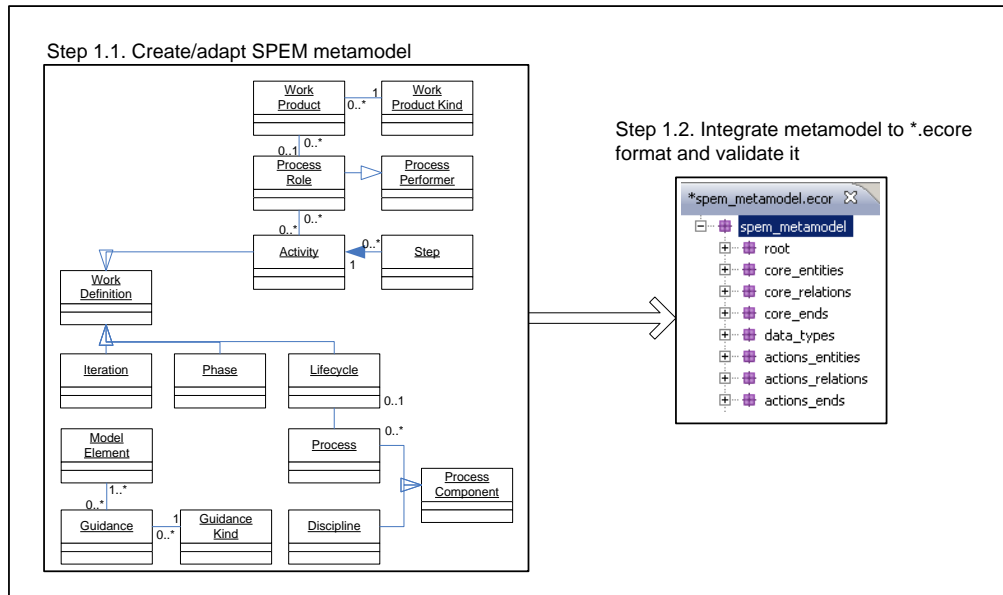 Step 1.1. Create/adapt SPEM metamodel
Work
Product
1
0..*
Work
Product Kind
0..*
0..1
Process
Role
Process
Performer
0..*
0..*
Activity
0..*
1
Step
Work
Definition
Iteration
Phase
Lifecycle
0..1
0..*
Process
Model
Element
1..*
0..*
Guidance
1
0..*
Guidance
Kind
Discipline
Process
Component
Step 1.2. Integrate metamodel to *.ecore
format and validate it
*spem_metamodel.ecor
spem_metamodel
root
core_entities
core_relations
core_ends
data_types
actions_entities
actions_relations
actions_ends